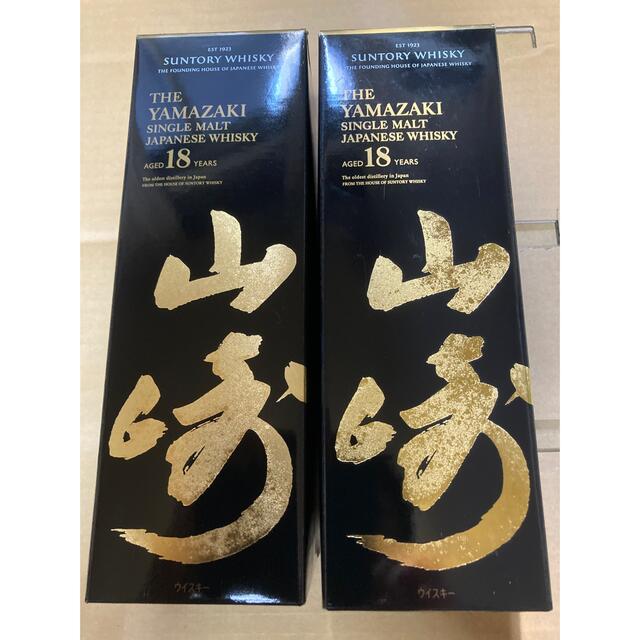 EST 1923
SUNTORY WHISKY
THE FOUNDING HOUSE OF JAPANESE WHISKY
THE
YAMAZAKI
SINGLE MALT
JAPANESE WHISKY
AGED 18 YEARS
The oldest distillery in Japan
FROM THE HOUSE OF SUNTORY WHISKY
山崎
ウイスキー
EST 1923
SUNTORY WHISKY
THE FOUNDING HOUSE OF JAPANESE WHISKY
THE
YAMAZAKI
SINGLE MALT
JAPANESE WHISKY
AGED 18 YEARS
The oldest distillery in Japan
FROM THE HOUSE OF SUNTORY WHISKY
山崎
ウイスキー